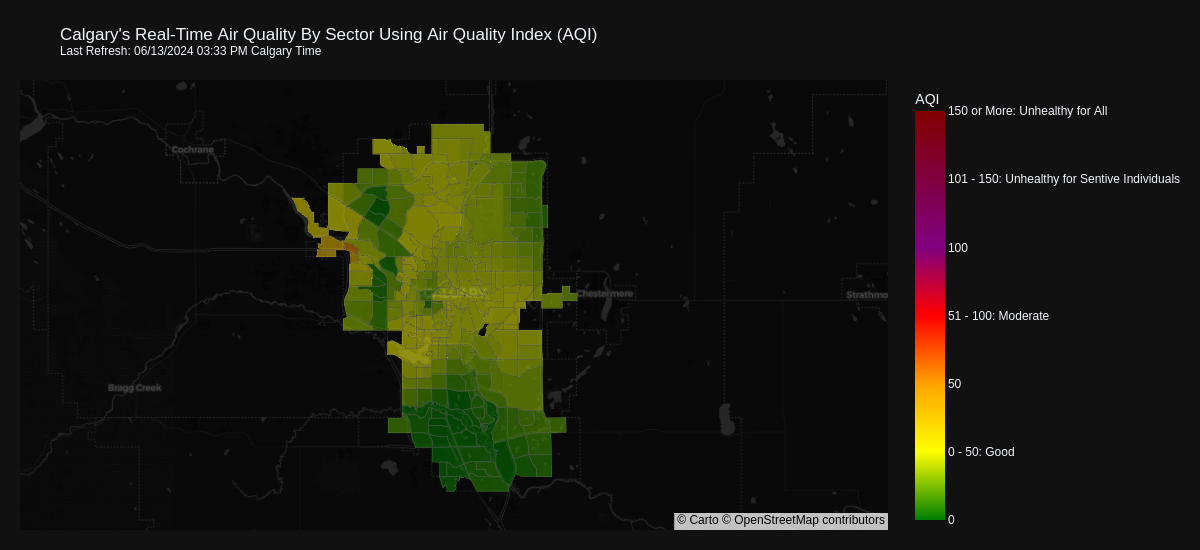 Calgary's Real-Time Air Quality By Sector Using Air Quality Index (AQI)
Last Refresh: 06/13/2024 03:33 PM Calgary Time
AQI
150 or More: Unhealthy for All
101 - 150: Unhealthy for Sentive Individuals
100
51 - 100: Moderate
50
0 - 50: Good
0
Cochrane
CALGARY
Chestermere
Strathmo
Bragg Creek
© Carto © OpenStreetMap contributors